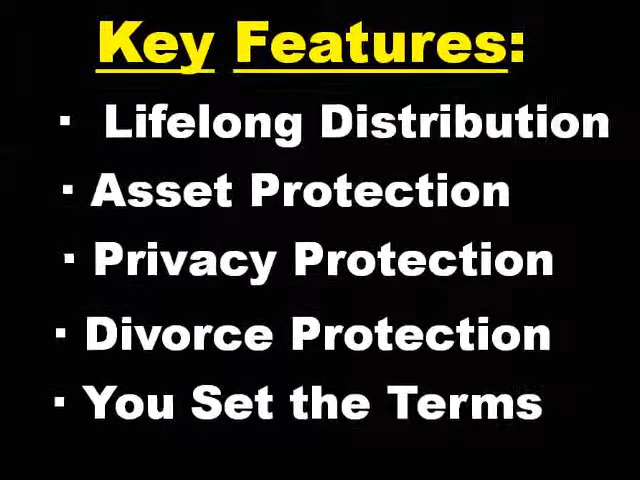 Key Features:
· Lifelong Distribution
· Asset Protection
· Privacy Protection
· Divorce Protection
· You Set the Terms